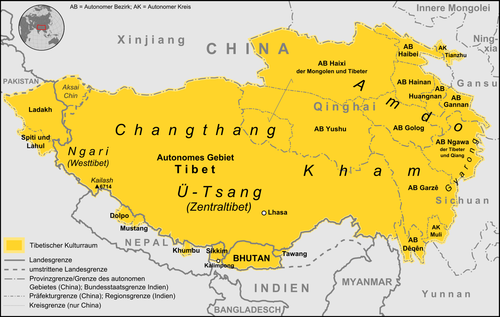 AB = Autonomer Bezirk; AK = Autonomer Kreis
Innere Mongolei
Xinjiang
CHINA
Ning-
xia
Gansu
PAKISTAN
Aksai
Chin
Ladakh
Spiti und
Lahul
Ngari
(Westtibet)
Kailash
6714
Changthang
Autonomes Gebiet
Tibet
Ü-Tsang
(Zentraltibet)
Lhasa
AB Haixi
der Mongolen und Tibeter
Qinghai
AB Yushu
AB
Haibei
AK
Tianzhu
AB Hainan
AB
Huangnan
AB
Gannan
Amdo
AB Golog
AB Ngawa
der Tibeter
und Qiang
Gyarong
Kham
AB Garzê
Sichuan
AB
Dêqên
AK
Muli
Dolpo
Mustang
NEPAL
Khumbu
Sikkim
Kalimpong
BHUTAN
Tawang
INDIEN
BANGLADESCH
MYANMAR
Yunnan
Tibetischer Kulturraum
Landesgrenze
umstrittene Landesgrenze
Provinzgrenze/Grenze des autonomen
Gebietes (China); Bundesstaatsgrenze (Indien)
Präfekturgrenze (China); Regionsgrenze (Indien)
Kreisgrenze (nur China)